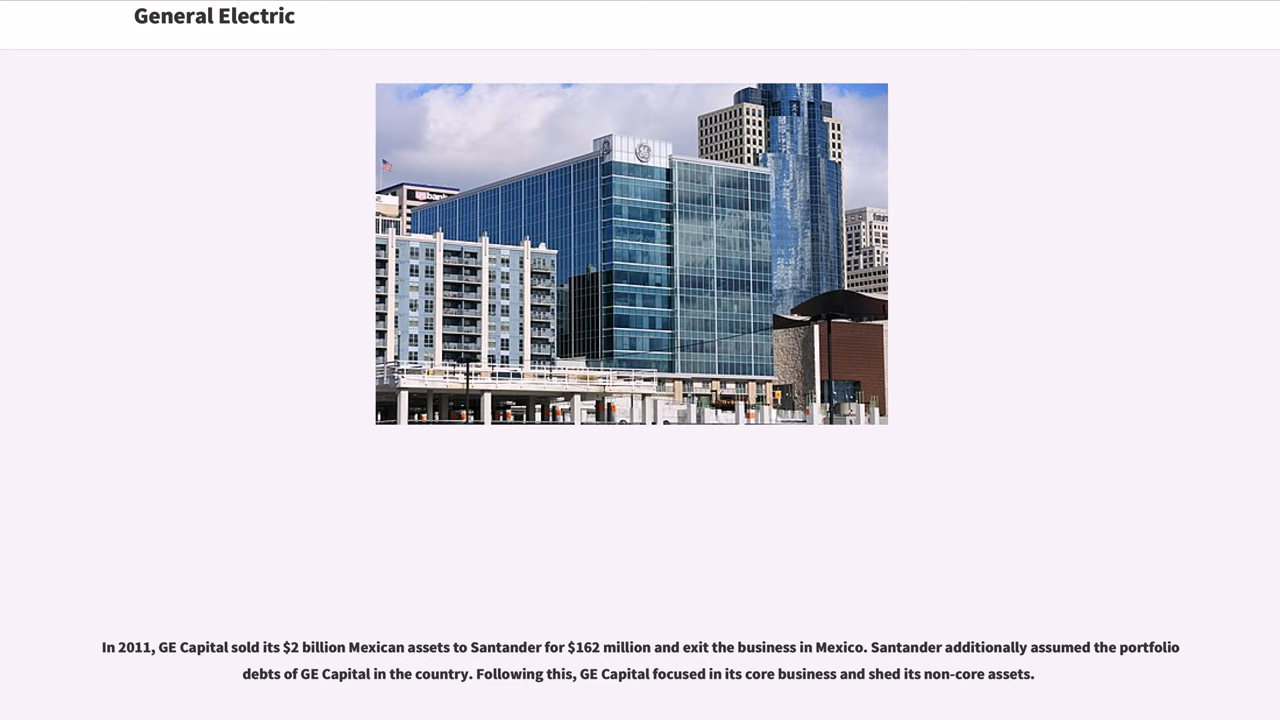 General Electric
usbank
In 2011, GE Capital sold its $2 billion Mexican assets to Santander for $162 million and exit the business in Mexico. Santander additionally assumed the portfolio
debts of GE Capital in the country. Following this, GE Capital focused in its core business and shed its non-core assets.